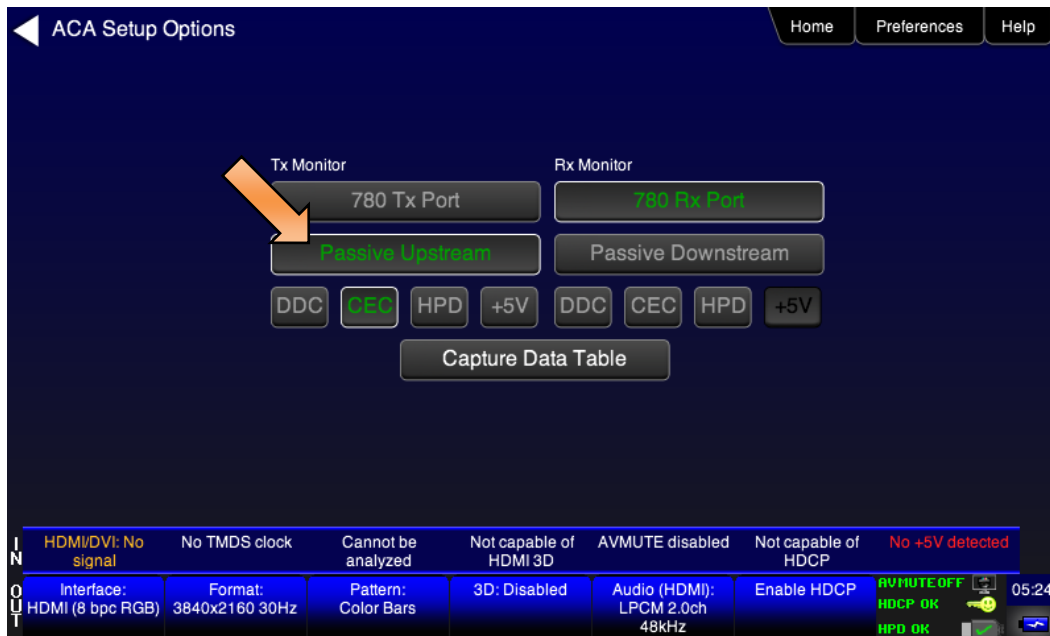 ACA Setup Options
Home
Preferences
Help
Tx Monitor
Rx Monitor
780 Tx Port
780 Rx Port
Passive Upstream
Passive Downstream
DDC CEC HPD +5V DDC CEC HPD +5V
Capture Data Table
IN
HDMI/DVI: No
signal
No TMDS clock
Cannot be
analyzed
Not capable of
HDMI 3D
AVMUTE disabled
Not capable of
HDCP
No +5V detected
OUT
Interface:
HDMI (8 bpc RGB)
Format:
3840x2160 30Hz
Pattern:
Color Bars
3D: Disabled
Audio (HDMI):
LPCM 2.0ch
48kHz
Enable HDCP
AVMUTE OFF
HDCP OK
HPD OK
05:24